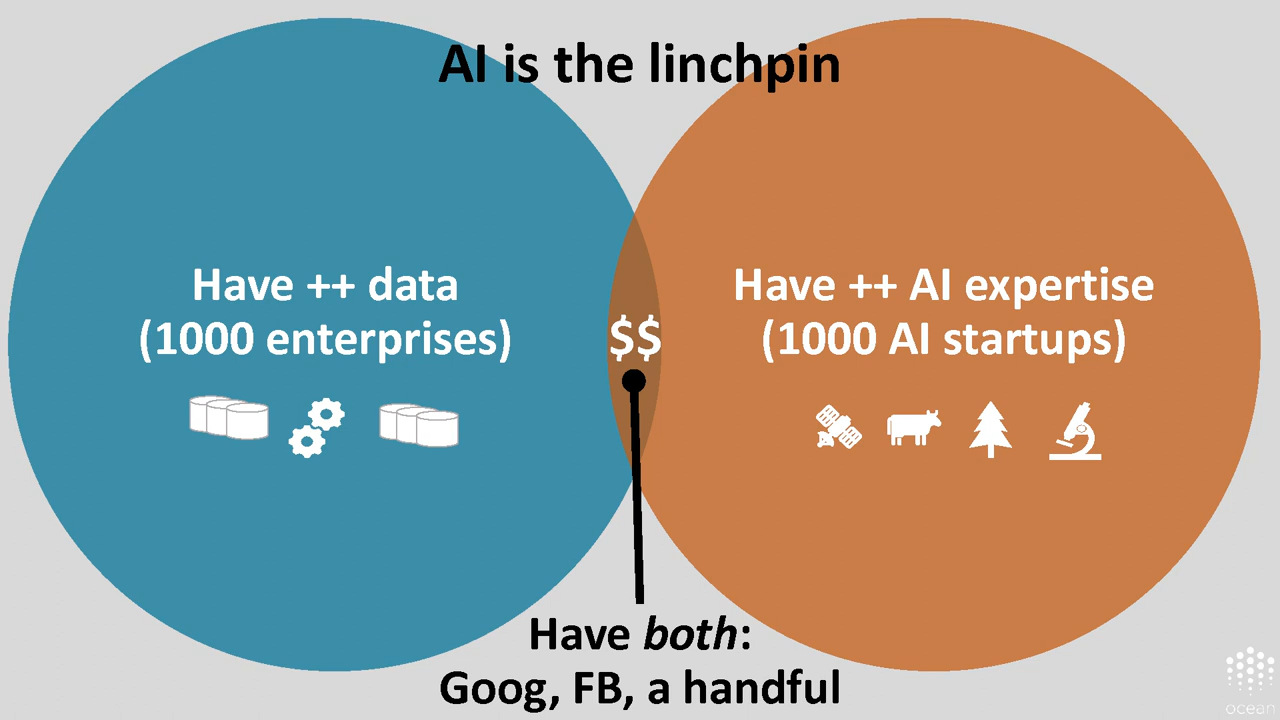 AI is the linchpin
Have ++ data
(1000 enterprises)
$$
Have ++ AI expertise
(1000 AI startups)
Have both:
Goog, FB, a handful
ocean